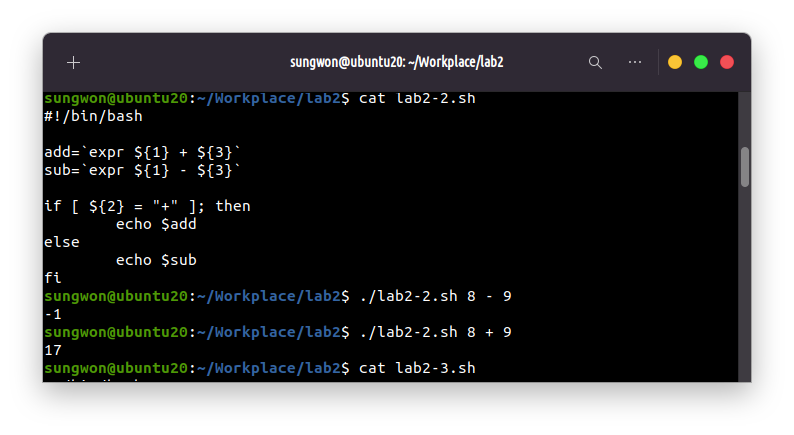 sungwon@ubuntu20: ~/Workplace/lab2
sungwon@ubuntu20:~/Workplace/lab2$ cat lab2-2.sh
#!/bin/bash
add=`expr ${1} + ${3}`
sub=`expr ${1} - ${3}`
if [ ${2} = "+" ]; then
        echo $add
else
        echo $sub
fi
sungwon@ubuntu20:~/Workplace/lab2$ ./lab2-2.sh 8 - 9
-1
sungwon@ubuntu20:~/Workplace/lab2$ ./lab2-2.sh 8 + 9
17
sungwon@ubuntu20:~/Workplace/lab2$ cat lab2-3.sh